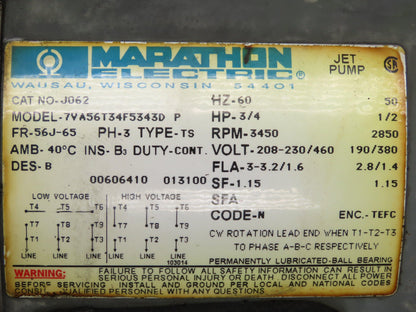 MARATHON
ELECTRIC®
WAUSAU, WISCONSIN 54401
JET PUMP
SA
CAT NO-J062 HZ-60 50
MODEL-7VA56T34F5343D P HP-3/4 1/2
FR-56J-65 PH-3 TYPE-TS RPM-3450 2850
AMB-40°C INS-B3 DUTY-CONT. VOLT-208-230/460 190/380
DES-B FLA-3-3.2/1.6 2.8/1.4
00606410 013100 SF-1.15 1.15
SFA
LOW VOLTAGE HIGH VOLTAGE CODE-N ENC.-TEFC
T4 T5 T6 T4 T5 T6
T7 T8 T9 T7 T8 T9
T1 T2 T3 T1 T2 T3
CW ROTATION LEAD END WHEN T1-T2-T3
TO PHASE A-B-C RESPECTIVELY
LINE LINE LINE LINE
103014
PERMANENTLY LUBRICATED-BALL BEARING
WARNING: FAILURE TO FOLLOW ALL SAFETY INFORMATION CAN RESULT IN
SERIOUS PERSONAL INJURY OR DEATH. DISCONNECT ALL POWER
BEFORE SERVICING. INSTALL AND GROUND PER LOCAL AND NATIONAL CODES
QUALIFIED PERSONNEL WITH ANY QUESTIONS.